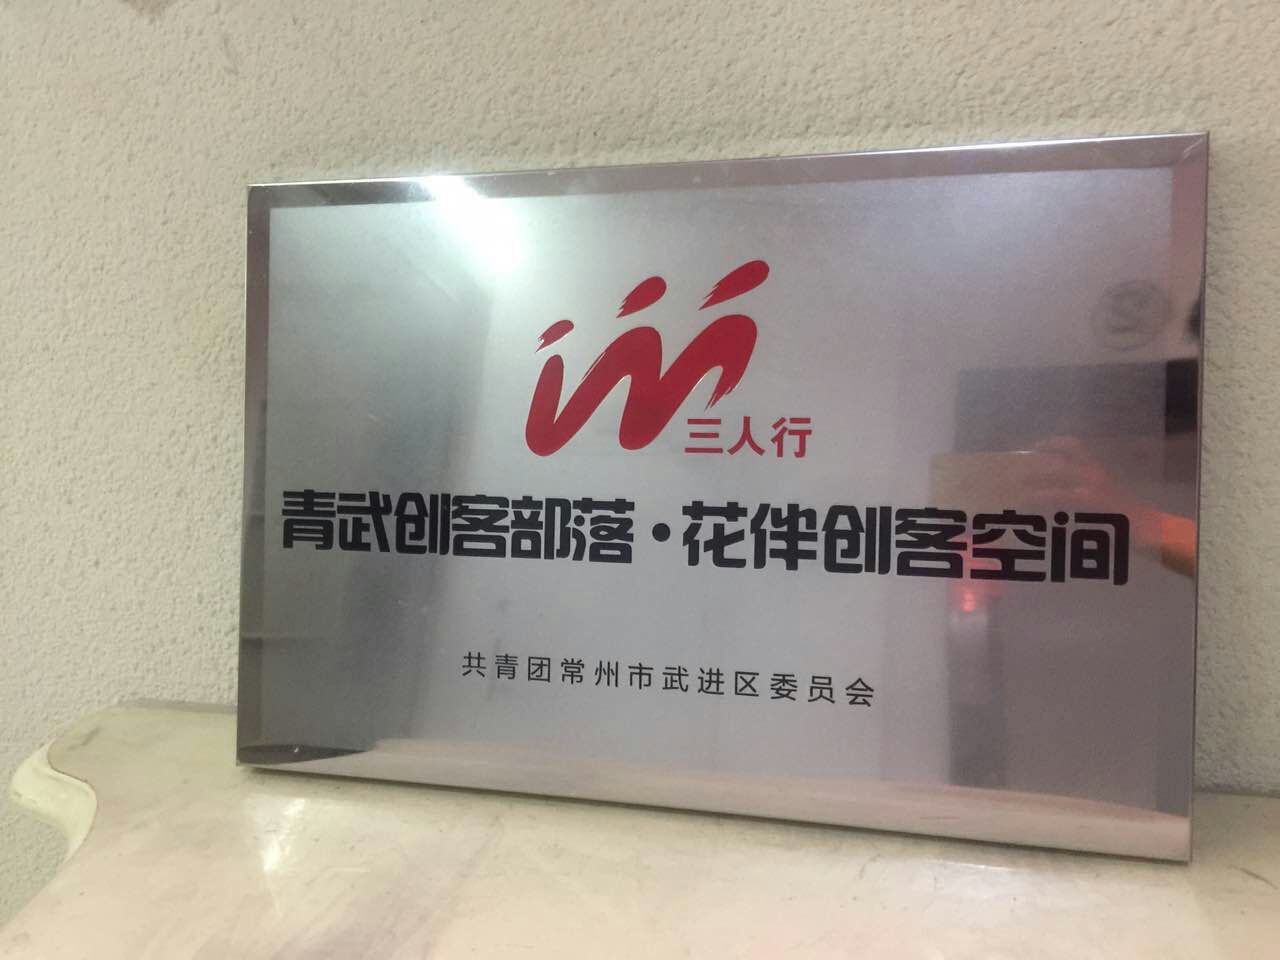 三人行
青武创客部落·花伴创客空间
共青团常州市武进区委员会